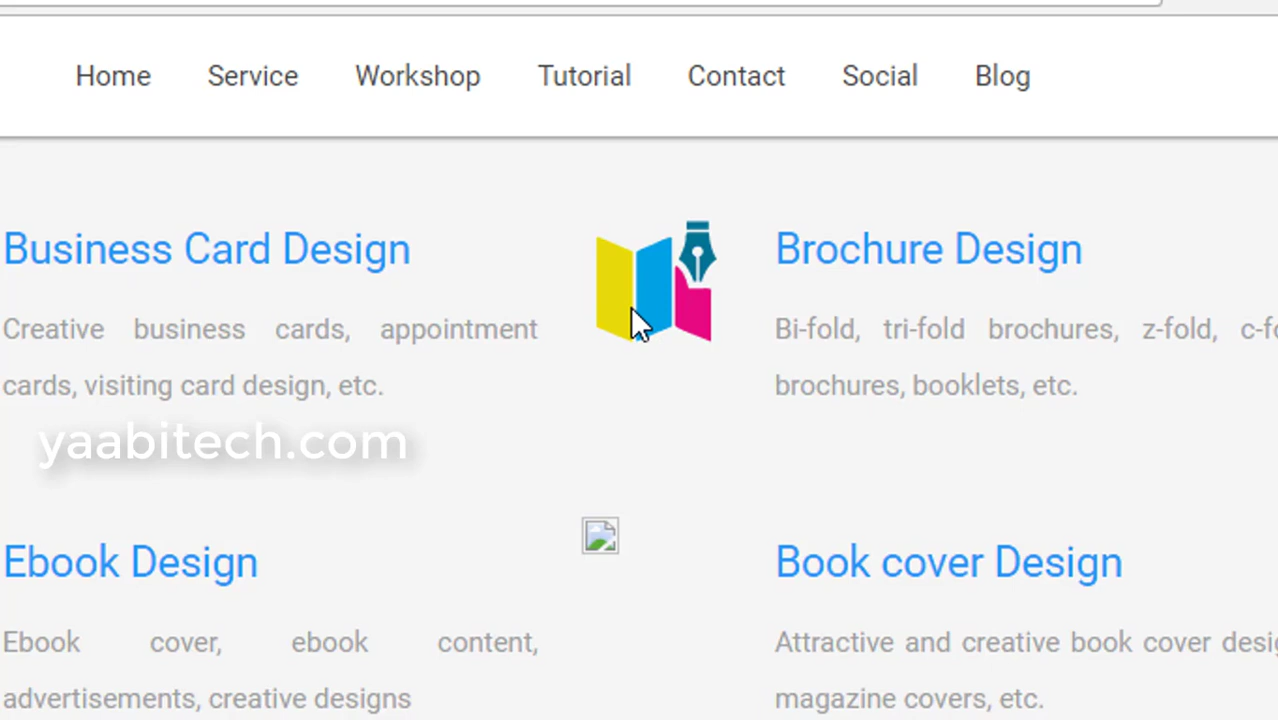 Home Service Workshop Tutorial Contact Social Blog
Business Card Design
Creative business cards, appointment
cards, visiting card design, etc.
Brochure Design
Bi-fold, tri-fold brochures, z-fold,
brochures, booklets, etc.
yaabitech.com
Ebook Design
Ebook cover, ebook content,
advertisements, creative designs
Book cover Design
Attractive and creative book cover
magazine covers, etc.